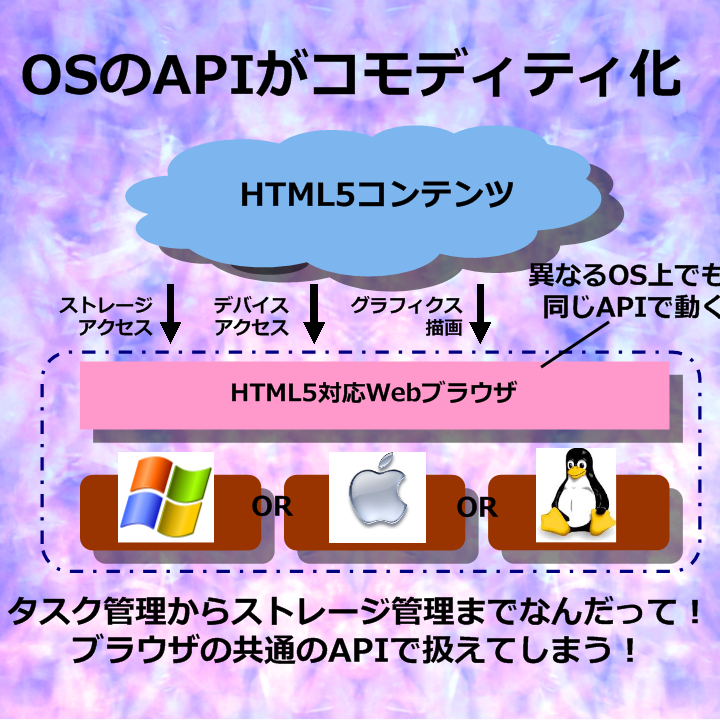 OSのAPIがコモディティ化
HTML5コンテンツ
異なるOS上でも
同じAPIで動く
ストレージ
アクセス
デバイス
アクセス
グラフィクス
描画
HTML5対応Webブラウザ
OR
OR
タスク管理からストレージ管理までなんだって！
ブラウザの共通のAPIで扱えてしまう！